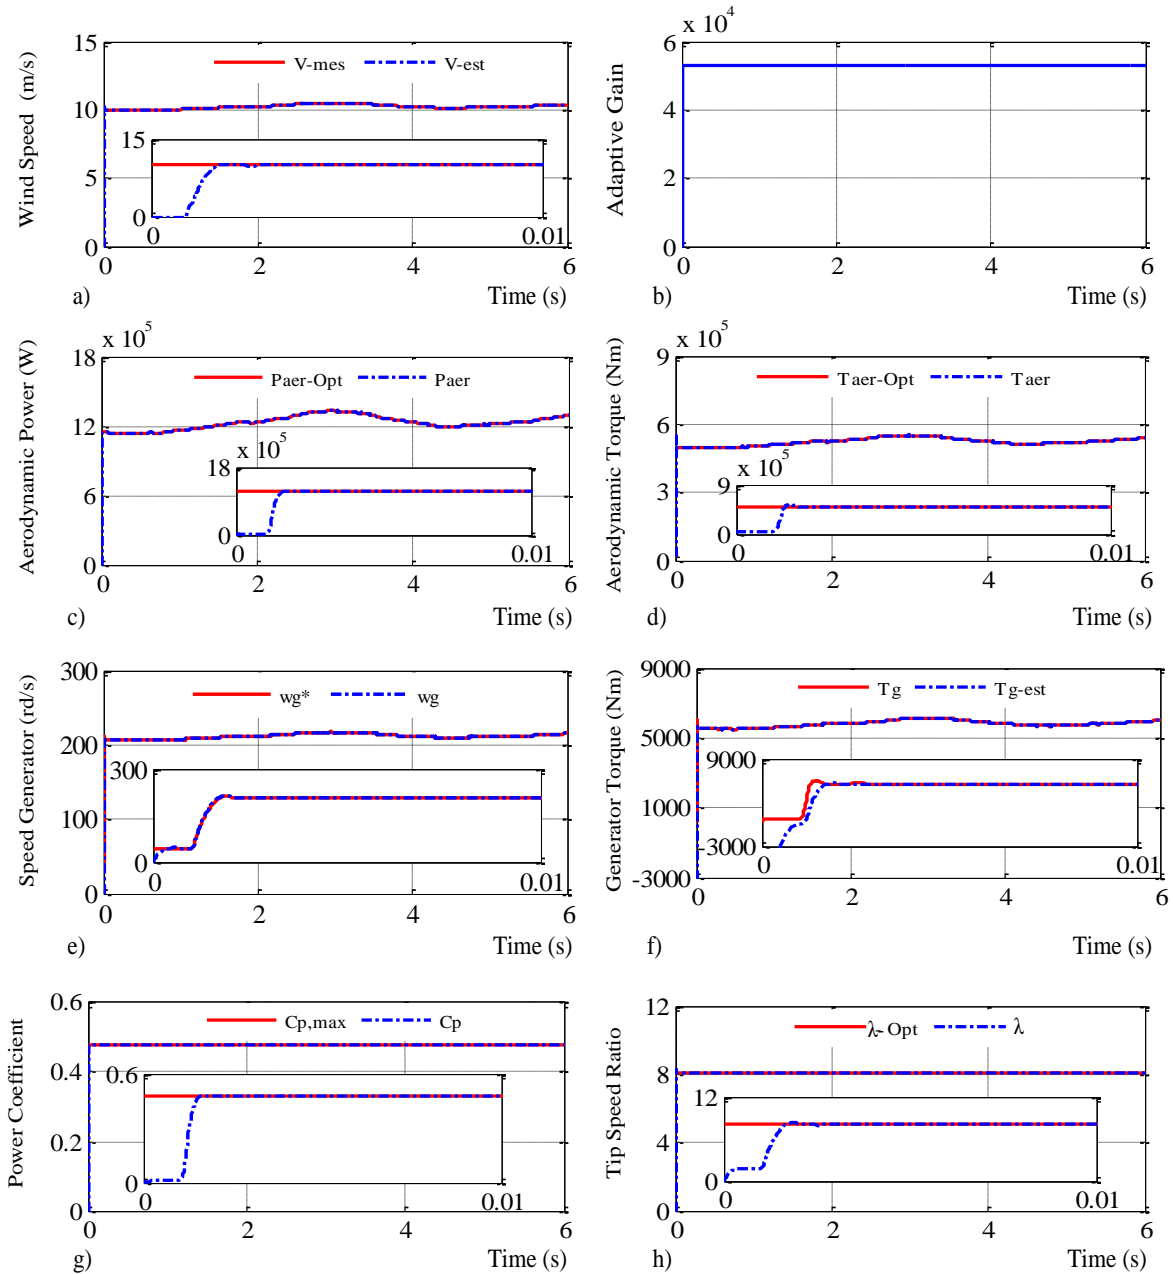 x 10^4
15
10
5
0
Wind Speed (m/s)
V-mes V-est
15
0
0 0.01
0 2 4 6
a) Time (s)
6
4
2
0
Adaptive Gain
0 2 4 6
b) Time (s)
x 10^5
18
12
6
0
Aerodynamic Power (W)
Paer-Opt Paer
x 10^5
18
0
0 0.01
0 2 4 6
c) Time (s)
x 10^5
9
6
3
0
Aerodynamic Torque (Nm)
Taer-Opt Taer
x 10^5
9
0
0 0.01
0 2 4 6
d) Time (s)
300
200
100
0
Speed Generator (rd/s)
wg* wg
300
0
0 0.01
0 2 4 6
e) Time (s)
9000
5000
1000
-3000
Generator Torque (Nm)
Tg Tg-est
9000
-3000
0 0.01
0 2 4 6
f) Time (s)
0.6
0.4
0.2
0
Power Coefficient
Cp,max Cp
0.6
0
0 0.01
0 2 4 6
g) Time (s)
12
8
4
0
Tip Speed Ratio
λ-Opt λ
12
0
0 0.01
0 2 4 6
h) Time (s)